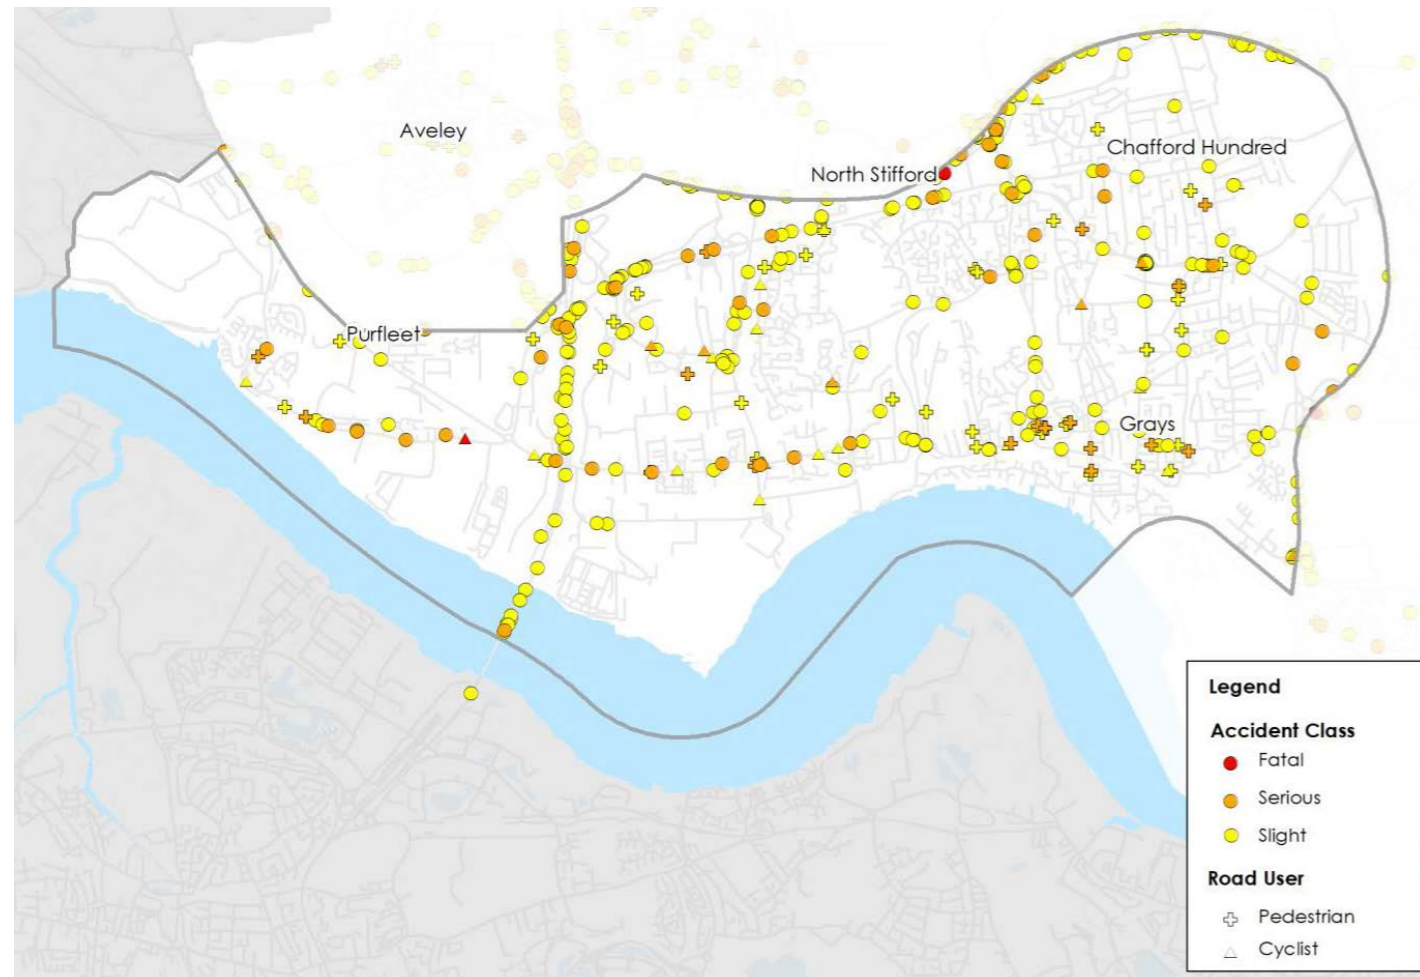 Aveley
Chafford Hundred
North Stifford
Purfleet
Grays
Legend
Accident Class
Fatal
Serious
Slight
Road User
Pedestrian
Cyclist